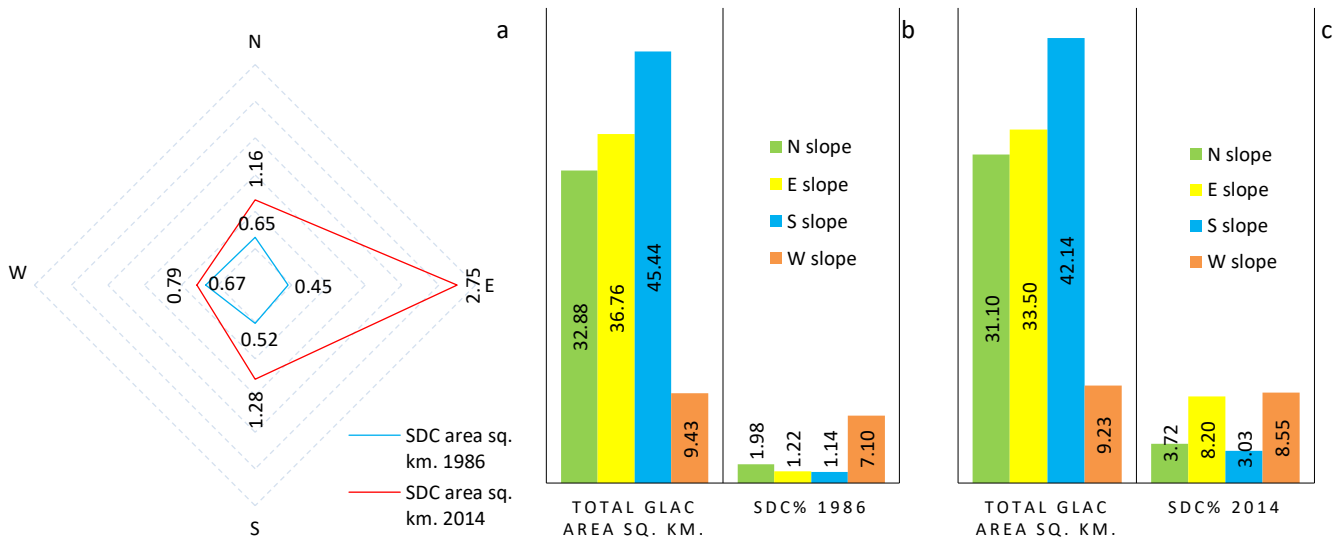 a
N
1.16
0.65
W
0.79
0.67
0.45
2.75
E
0.52
1.28
S
SDC area sq.
km. 1986
SDC area sq.
km. 2014
b
32.88
36.76
45.44
9.43
1.98
1.22
1.14
7.10
N slope
E slope
S slope
W slope
TOTAL GLAC
AREA SQ. KM.
SDC% 1986
c
31.10
33.50
42.14
9.23
3.72
8.20
3.03
8.55
N slope
E slope
S slope
W slope
TOTAL GLAC
AREA SQ. KM.
SDC% 2014